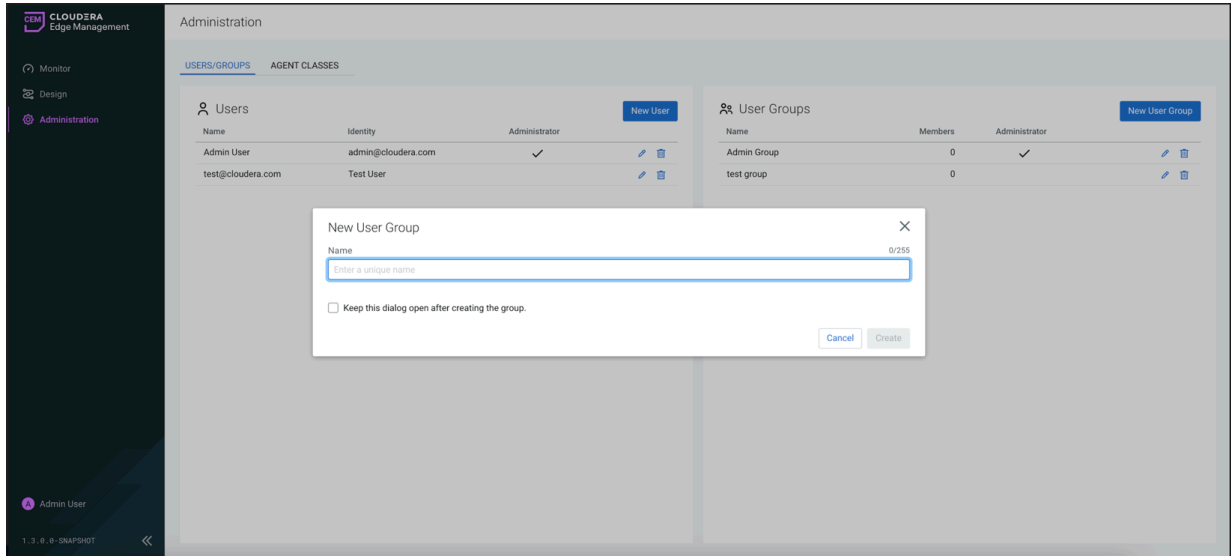 CEM CLOUDERA
Edge Management
Administration
Monitor
Design
Administration
USERS/GROUPS AGENT CLASSES
Users New User
Name Identity Administrator
Admin User admin@cloudera.com
test@cloudera.com Test User
User Groups New User Group
Name Members Administrator
Admin Group 0
test group 0
New User Group
Name 0/255
Enter a unique name
Keep this dialog open after creating the group.
Cancel Create
A Admin User
1.3.0.0-SNAPSHOT